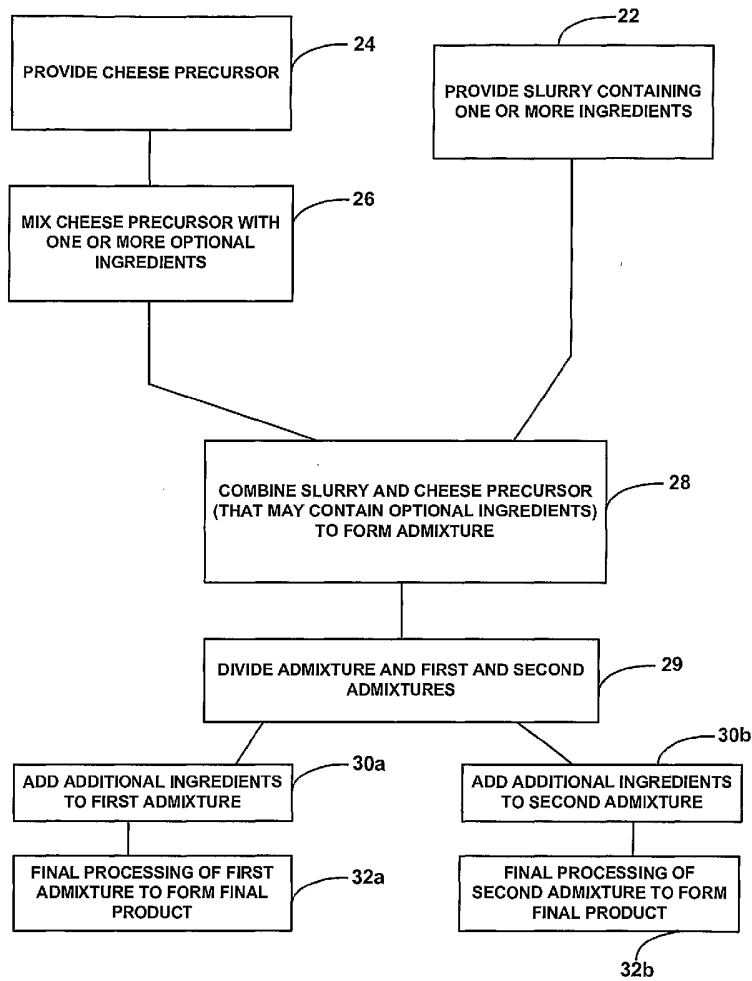 24
PROVIDE CHEESE PRECURSOR
22
PROVIDE SLURRY CONTAINING
ONE OR MORE INGREDIENTS
26
MIX CHEESE PRECURSOR WITH
ONE OR MORE OPTIONAL
INGREDIENTS
28
COMBINE SLURRY AND CHEESE PRECURSOR
(THAT MAY CONTAIN OPTIONAL INGREDIENTS)
TO FORM ADMIXTURE
29
DIVIDE ADMIXTURE AND FIRST AND SECOND
ADMIXTURES
30a
ADD ADDITIONAL INGREDIENTS
TO FIRST ADMIXTURE
30b
ADD ADDITIONAL INGREDIENTS
TO SECOND ADMIXTURE
32a
FINAL PROCESSING OF FIRST
ADMIXTURE TO FORM FINAL
PRODUCT
FINAL PROCESSING OF
SECOND ADMIXTURE TO FORM
FINAL PRODUCT
32b